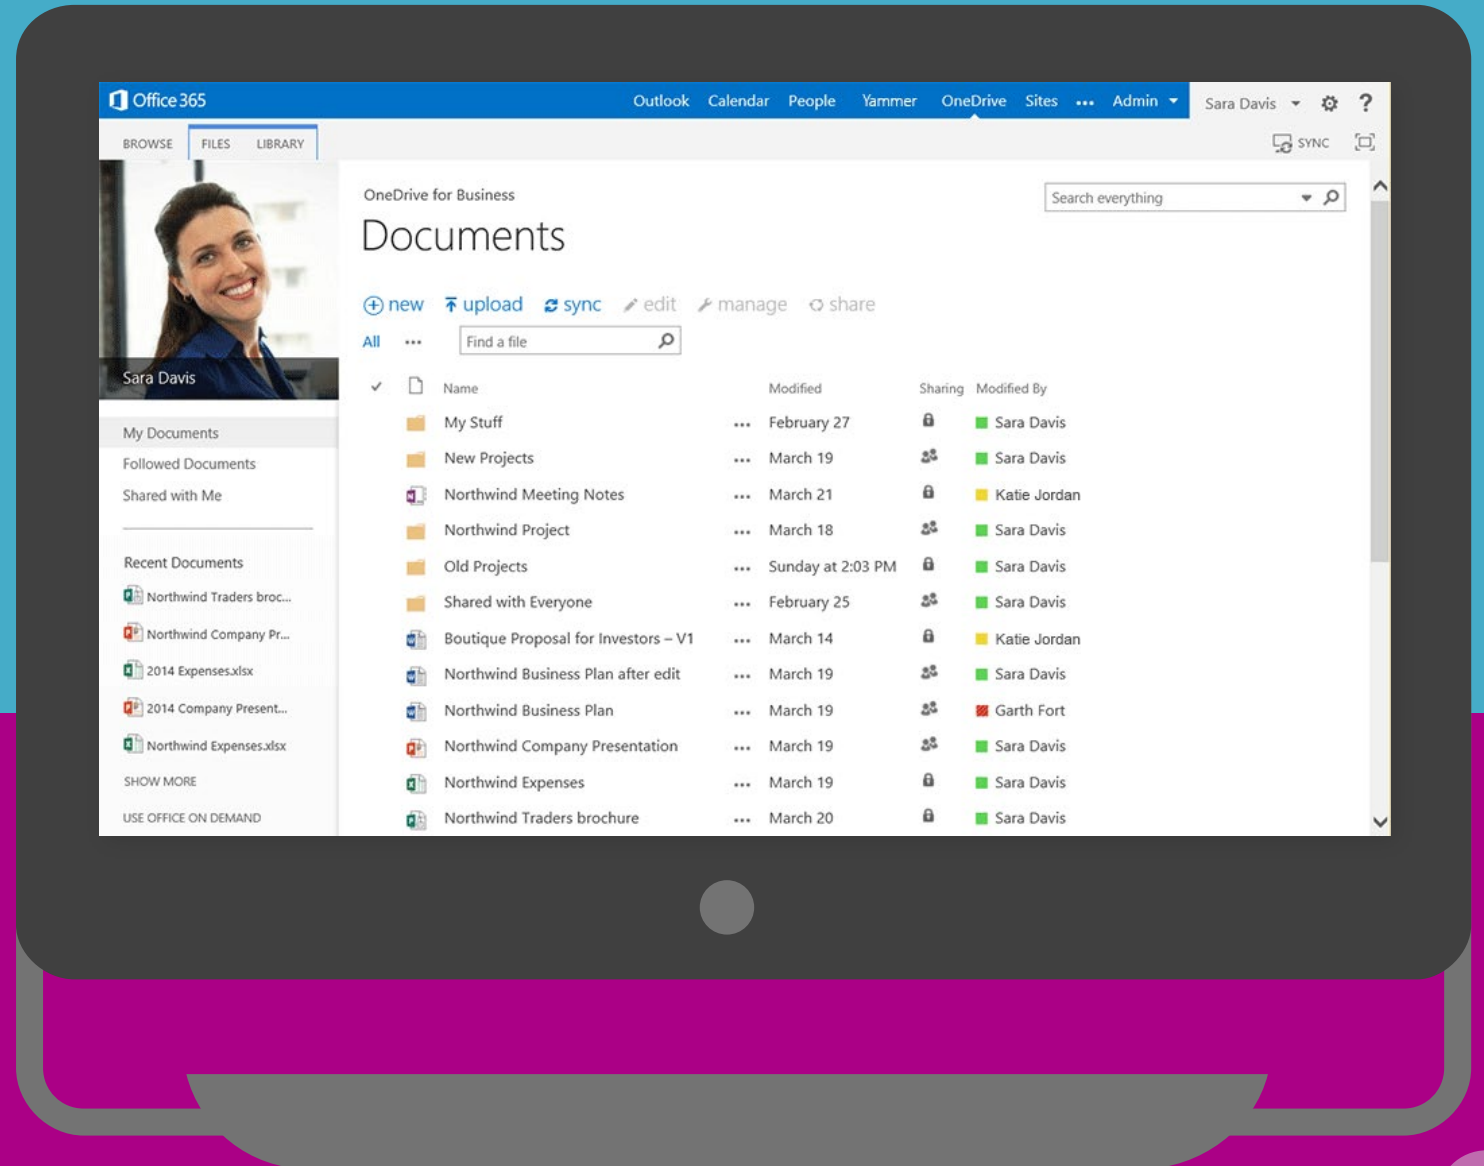 Office 365
Outlook Calendar People Yammer OneDrive Sites ••• Admin
Sara Davis ?
BROWSE FILES LIBRARY
SYNC
Sara Davis
My Documents
Followed Documents
Shared with Me
Recent Documents
Northwind Traders broc...
Northwind Company Pr...
2014 Expenses.xlsx
2014 Company Present...
Northwind Expenses.xlsx
SHOW MORE
USE OFFICE ON DEMAND
OneDrive for Business
Search everything
Documents
new upload sync edit manage share
All ••• Find a file
Name Modified Sharing Modified By
My Stuff ••• February 27 Sara Davis
New Projects ••• March 19 Sara Davis
Northwind Meeting Notes ••• March 21 Katie Jordan
Northwind Project ••• March 18 Sara Davis
Old Projects ••• Sunday at 2:03 PM Sara Davis
Shared with Everyone ••• February 25 Sara Davis
Boutique Proposal for Investors – V1 ••• March 14 Katie Jordan
Northwind Business Plan after edit ••• March 19 Sara Davis
Northwind Business Plan ••• March 19 Garth Fort
Northwind Company Presentation ••• March 19 Sara Davis
Northwind Expenses ••• March 19 Sara Davis
Northwind Traders brochure ••• March 20 Sara Davis